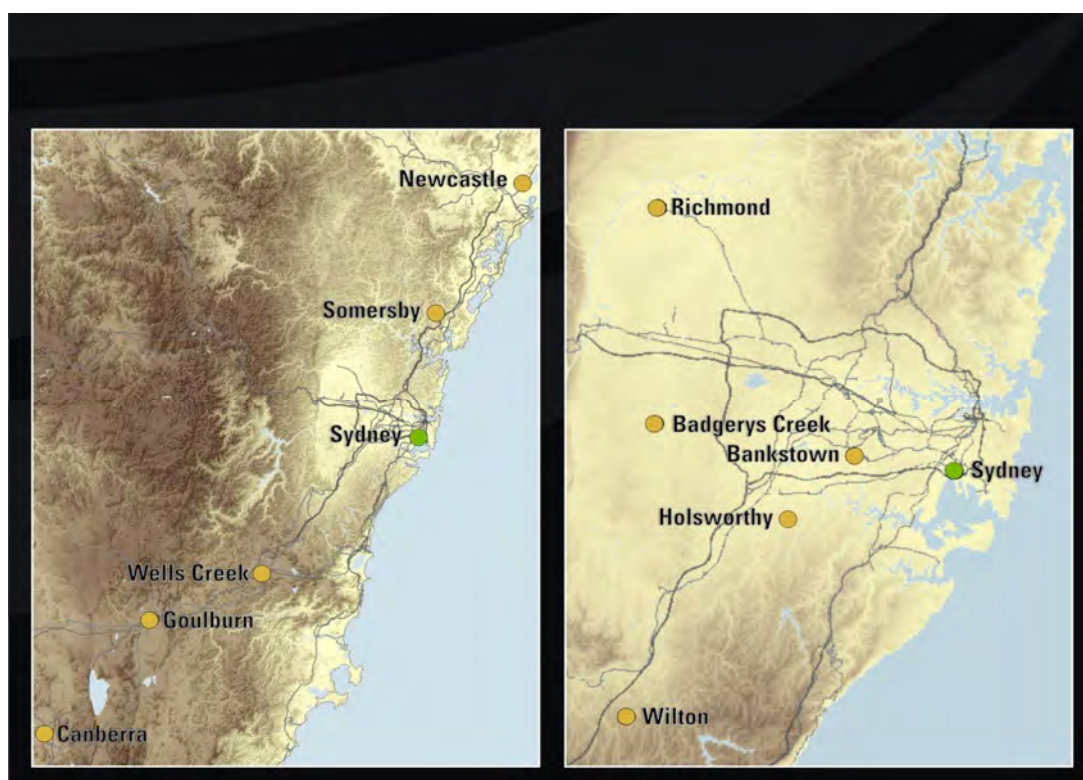 Newcastle
Somersby
Sydney
Wells Creek
Goulburn
Canberra
Richmond
Badgerys Creek
Bankstown
Sydney
Holsworthy
Wilton